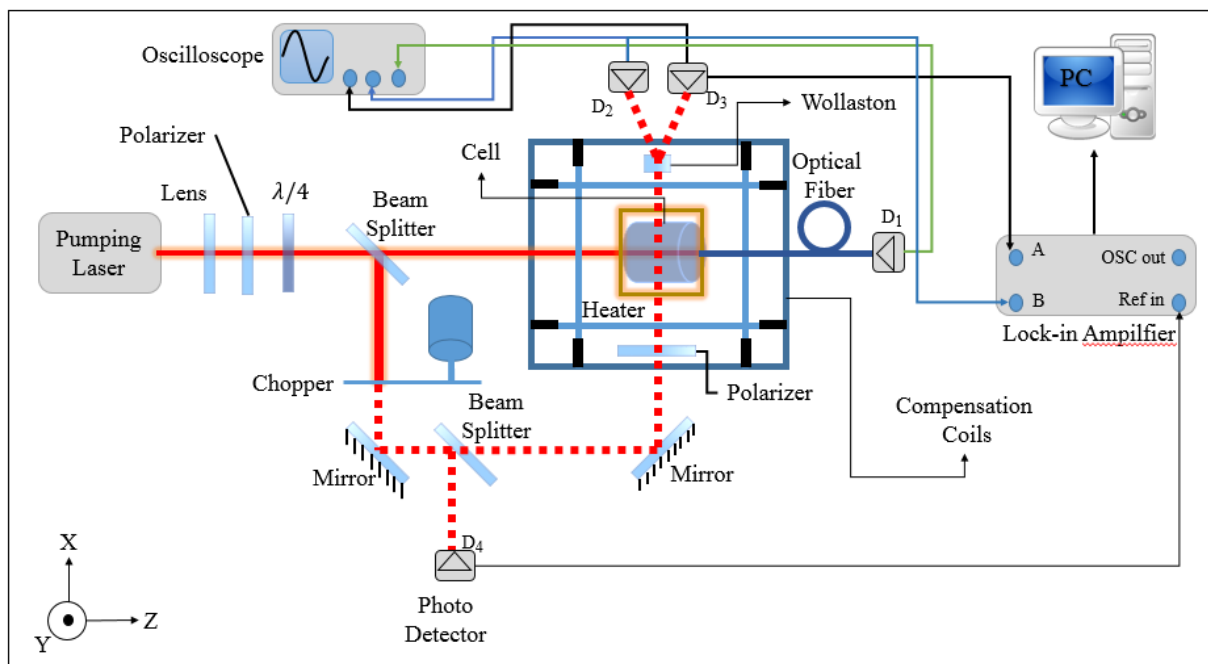 Oscilloscope
D2
D3
Wollaston
PC
Polarizer
Cell
Optical
Fiber
Lens
λ/4
Beam
Splitter
D1
Pumping
Laser
A
OSC out
B
Ref in
Lock-in Ampilfier
Heater
Chopper
Polarizer
Beam
Splitter
Compensation
Coils
Mirror
Mirror
D4
X
Z
Y
Photo
Detector